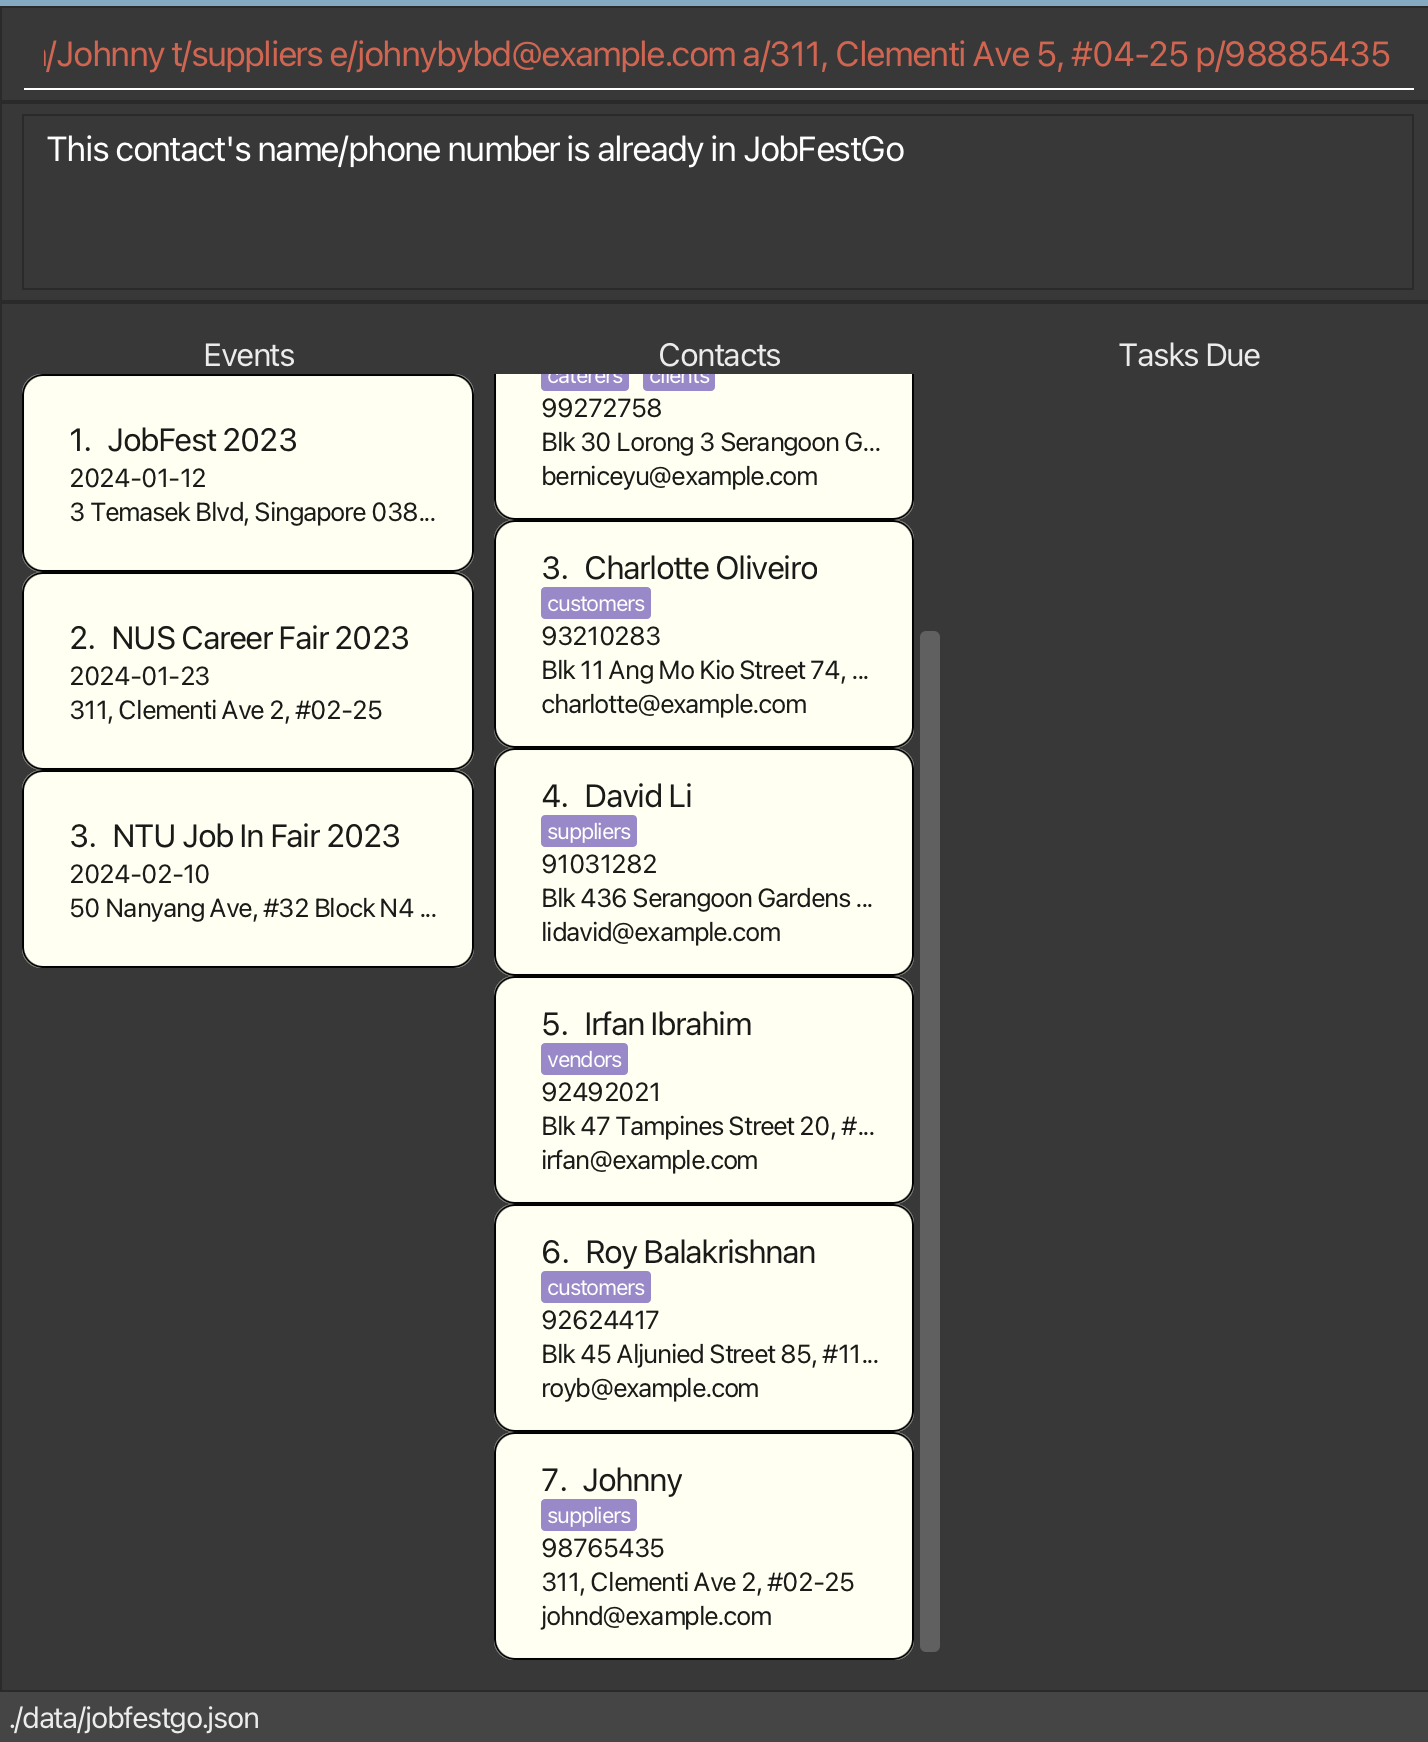 /Johnny t/suppliers e/johnybybd@example.com a/311, Clementi Ave 5, #04-25 p/98885435
This contact's name/phone number is already in JobFestGo
Events
1. JobFest 2023
2024-01-12
3 Temasek Blvd, Singapore 038...
2. NUS Career Fair 2023
2024-01-23
311, Clementi Ave 2, #02-25
3. NTU Job In Fair 2023
2024-02-10
50 Nanyang Ave, #32 Block N4 ...
Contacts
caterers clients
99272758
Blk 30 Lorong 3 Serangoon G...
berniceyu@example.com
3. Charlotte Oliveiro
customers
93210283
Blk 11 Ang Mo Kio Street 74, ...
charlotte@example.com
4. David Li
suppliers
91031282
Blk 436 Serangoon Gardens ...
lidavid@example.com
5. Irfan Ibrahim
vendors
92492021
Blk 47 Tampines Street 20, #...
irfan@example.com
6. Roy Balakrishnan
customers
92624417
Blk 45 Aljunied Street 85, #11...
royb@example.com
7. Johnny
suppliers
98765435
311, Clementi Ave 2, #02-25
johnd@example.com
Tasks Due
./data/jobfestgo.json